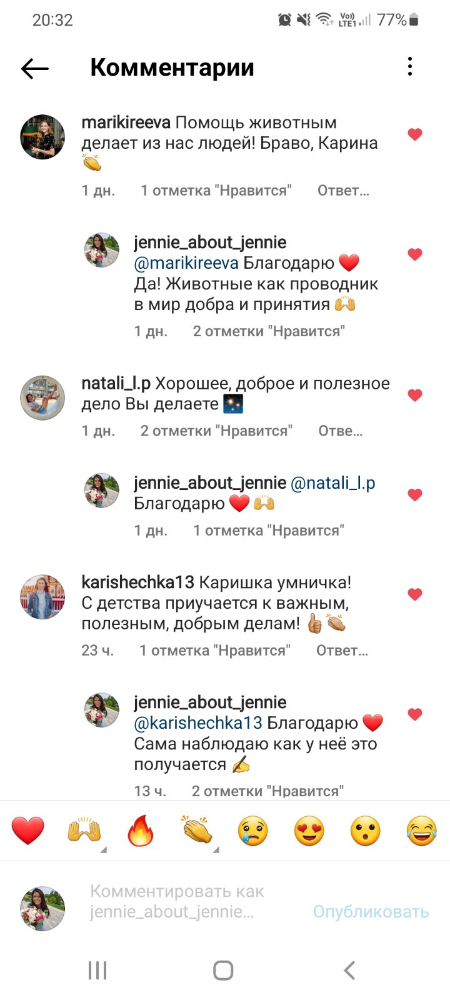 20:32
Vo)) LTE1 77%
Комментарии
marikireeva Помощь животным
делает из нас людей! Браво, Карина
👏
1 дн. 1 отметка "Нравится" Ответ...
jennie_about_jennie
@marikireeva Благодарю ❤️
Да! Животные как проводник
в мир добра и принятия 🙌
1 дн. 2 отметки "Нравится"
natali_l.p Хорошее, доброе и полезное
дело Вы делаете 🎇
1 дн. 2 отметки "Нравится" Отве...
jennie_about_jennie @natali_l.p
Благодарю ❤️🙌
1 дн. 1 отметка "Нравится"
karishechka13 Каришка умничка!
С детства приучается к важным,
полезным, добрым делам! 👍👏
23 ч. 1 отметка "Нравится" Ответ...
jennie_about_jennie
@karishechka13 Благодарю ❤️
Сама наблюдаю как у неё это
получается ✍️
13 ч. 2 отметки "Нравится"
Комментировать как
jennie_about_jennie...
Опубликовать